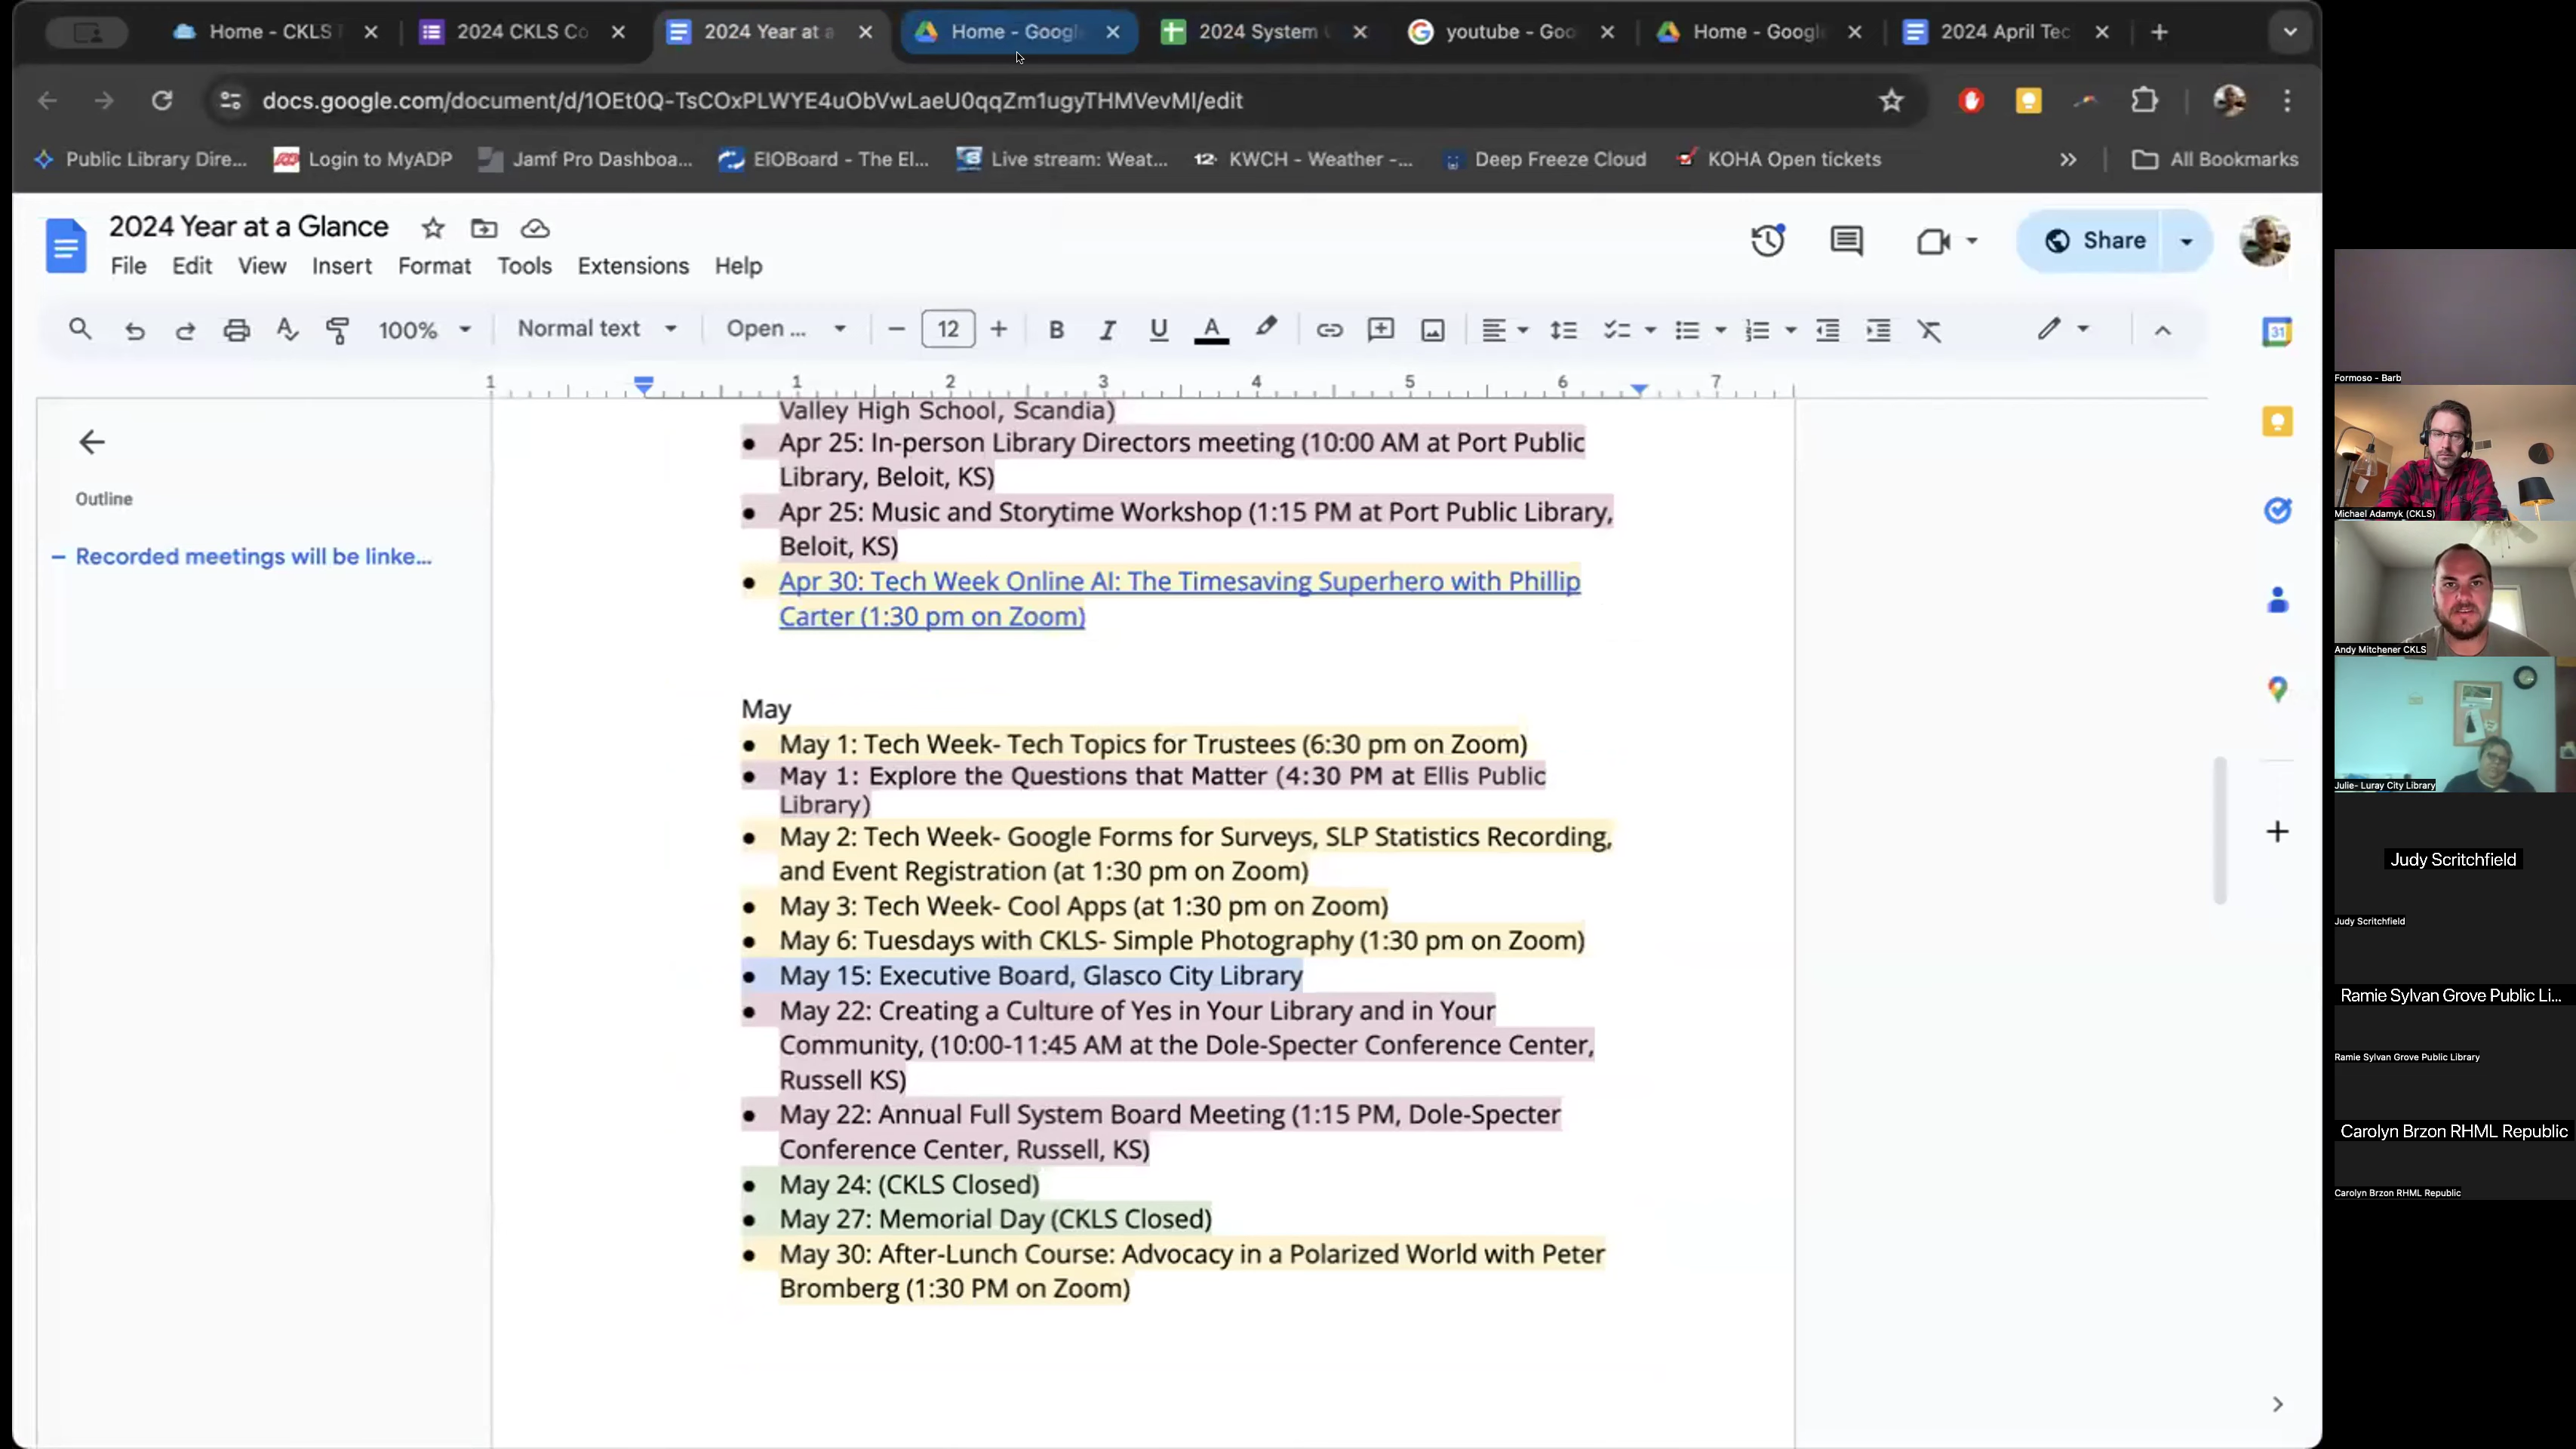 Home - CKLS
2024 CKLS Co
2024 Year at a
Home - Googl
2024 System
youtube - Goo
Home - Googl
2024 April Tec
docs.google.com/document/d/1OEt0Q-TsCOxPLWYE4uObVwLaeU0qqZm1ugyTHMVevMI/edit
Public Library Dire...
Login to MyADP
Jamf Pro Dashboa...
EIOBoard - The EI...
Live stream: Weat...
12
KWCH - Weather -...
Deep Freeze Cloud
KOHA Open tickets
All Bookmarks
2024 Year at a Glance
File Edit View Insert Format Tools Extensions Help
Share
100%
Normal text
Open ...
12
B I U A
31
1 1 2 3 4 5 6 7
Outline
Recorded meetings will be linke...
Valley High School, Scandia)
● Apr 25: In-person Library Directors meeting (10:00 AM at Port Public
Library, Beloit, KS)
● Apr 25: Music and Storytime Workshop (1:15 PM at Port Public Library,
Beloit, KS)
● Apr 30: Tech Week Online AI: The Timesaving Superhero with Phillip
Carter (1:30 pm on Zoom)
May
● May 1: Tech Week- Tech Topics for Trustees (6:30 pm on Zoom)
● May 1: Explore the Questions that Matter (4:30 PM at Ellis Public
Library)
● May 2: Tech Week- Google Forms for Surveys, SLP Statistics Recording,
and Event Registration (at 1:30 pm on Zoom)
● May 3: Tech Week- Cool Apps (at 1:30 pm on Zoom)
● May 6: Tuesdays with CKLS- Simple Photography (1:30 pm on Zoom)
● May 15: Executive Board, Glasco City Library
● May 22: Creating a Culture of Yes in Your Library and in Your
Community, (10:00-11:45 AM at the Dole-Specter Conference Center,
Russell KS)
● May 22: Annual Full System Board Meeting (1:15 PM, Dole-Specter
Conference Center, Russell, KS)
● May 24: (CKLS Closed)
● May 27: Memorial Day (CKLS Closed)
● May 30: After-Lunch Course: Advocacy in a Polarized World with Peter
Bromberg (1:30 PM on Zoom)
Formoso - Barb
Michael Adamyk (CKLS)
Andy Mitchener CKLS
Julie- Luray City Library
Judy Scritchfield
Judy Scritchfield
Ramie Sylvan Grove Public Li...
Ramie Sylvan Grove Public Library
Carolyn Brzon RHML Republic
Carolyn Brzon RHML Republic